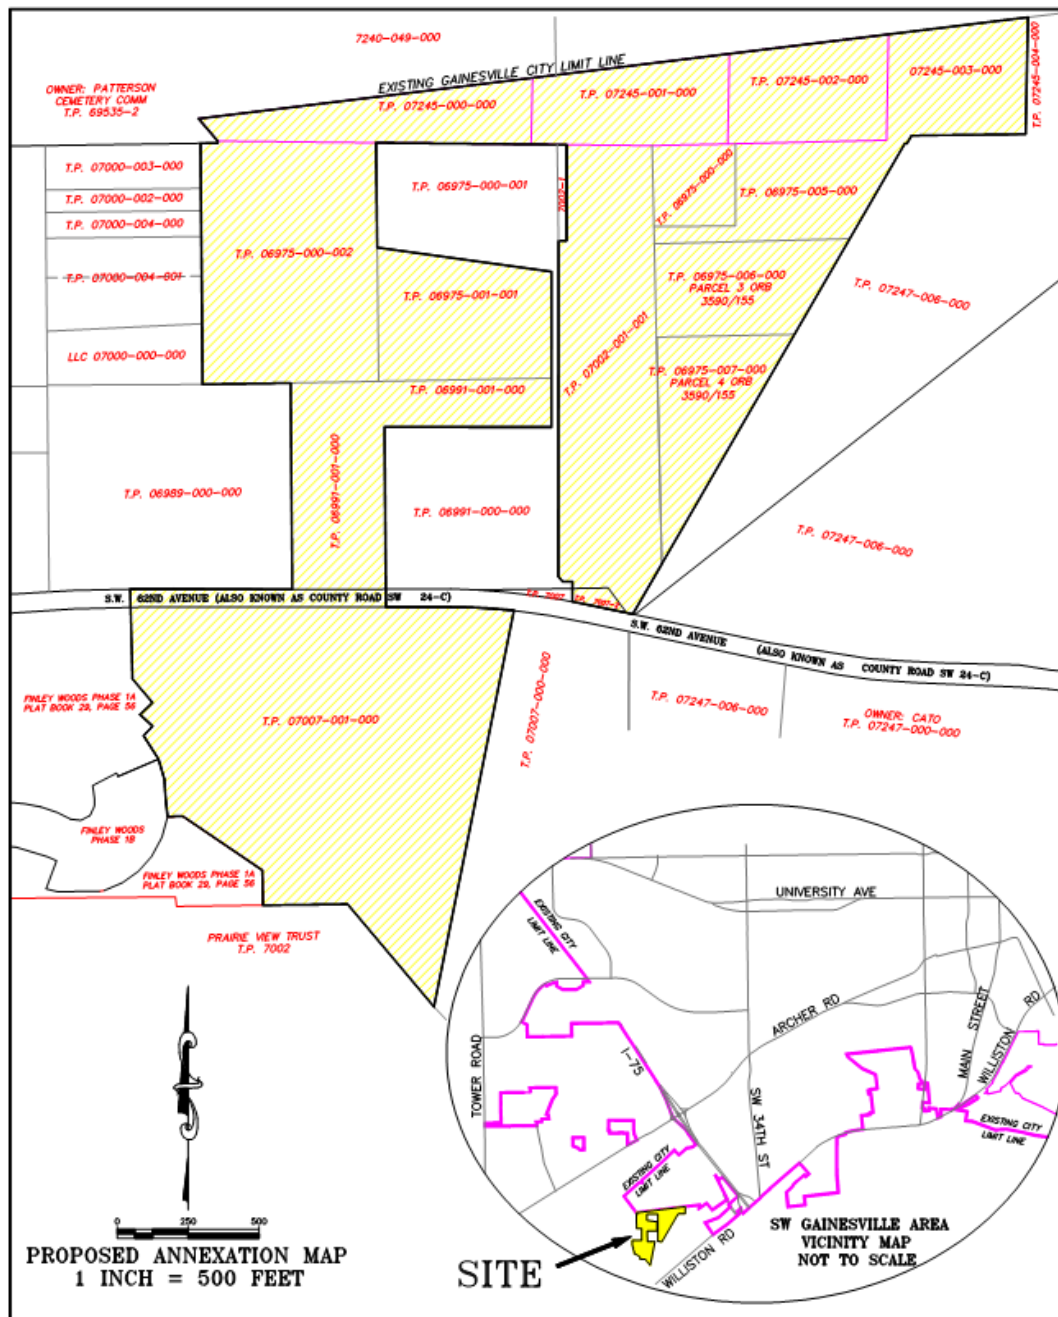 7240-049-000
EXISTING GAINESVILLE CITY LIMIT LINE
OWNER: PATTERSON
CEMETERY COMM
T.P. 69535-2
T.P. 07245-000-000
T.P. 07245-001-000
T.P. 07245-002-000
07245-003-000
T.P. 07245-004-000
T.P. 07000-003-000
T.P. 07000-002-000
T.P. 07000-004-000
T.P. 07000-004-001
LLC 07000-000-000
T.P. 06975-000-002
T.P. 06975-000-001
7002-1
T.P. 06975-000-000
T.P. 06975-005-000
T.P. 06975-001-001
T.P. 06975-006-000
PARCEL 3 ORB
3590/155
T.P. 07247-006-000
T.P. 07002-001-001
T.P. 06975-007-000
PARCEL 4 ORB
3590/155
T.P. 06991-001-000
T.P. 06991-001-000
T.P. 06989-000-000
T.P. 06991-000-000
T.P. 07247-006-000
S.W. 62ND AVENUE (ALSO KNOWN AS COUNTY ROAD SW 24-C)
T.P. 7007
S.W. 62ND AVENUE (ALSO KNOWN AS COUNTY ROAD SW 24-C)
FINLEY WOODS PHASE 1A
PLAT BOOK 29, PAGE 56
T.P. 07007-001-000
T.P. 07007-000-000
T.P. 07247-006-000
OWNER: CATO
T.P. 07247-000-000
FINLEY WOODS
PHASE 1B
FINLEY WOODS PHASE 1A
PLAT BOOK 29, PAGE 56
PRAIRIE VIEW TRUST
T.P. 7002
UNIVERSITY AVE
EXISTING CITY
LIMIT LINE
ARCHER RD
MAIN STREET
WILLISTON RD
TOWER ROAD
I-75
SW 34TH ST
EXISTING CITY
LIMIT LINE
EXISTING CITY
LIMIT LINE
WILLISTON RD
SW GAINESVILLE AREA
VICINITY MAP
NOT TO SCALE
SITE
0 250 500
PROPOSED ANNEXATION MAP
1 INCH = 500 FEET